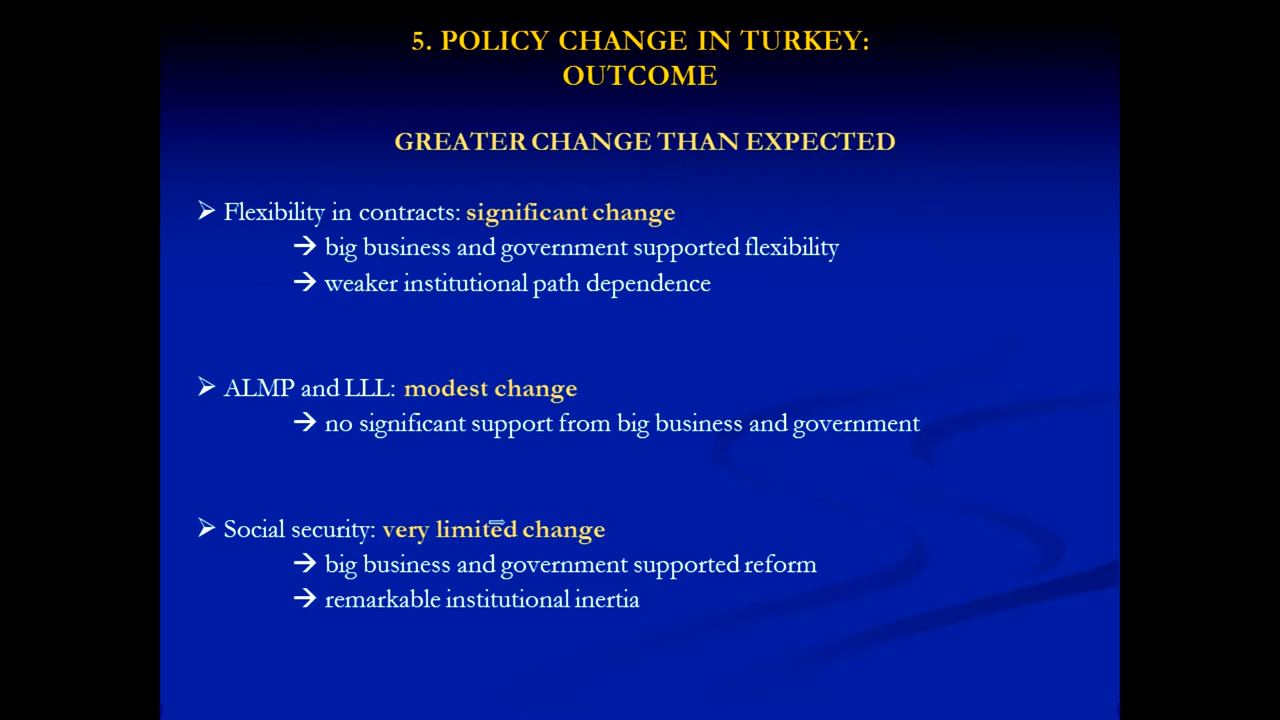 5. POLICY CHANGE IN TURKEY:
OUTCOME
GREATER CHANGE THAN EXPECTED
➢ Flexibility in contracts: significant change
→ big business and government supported flexibility
→ weaker institutional path dependence
➢ ALMP and LLL: modest change
→ no significant support from big business and government
➢ Social security: very limited change
→ big business and government supported reform
→ remarkable institutional inertia